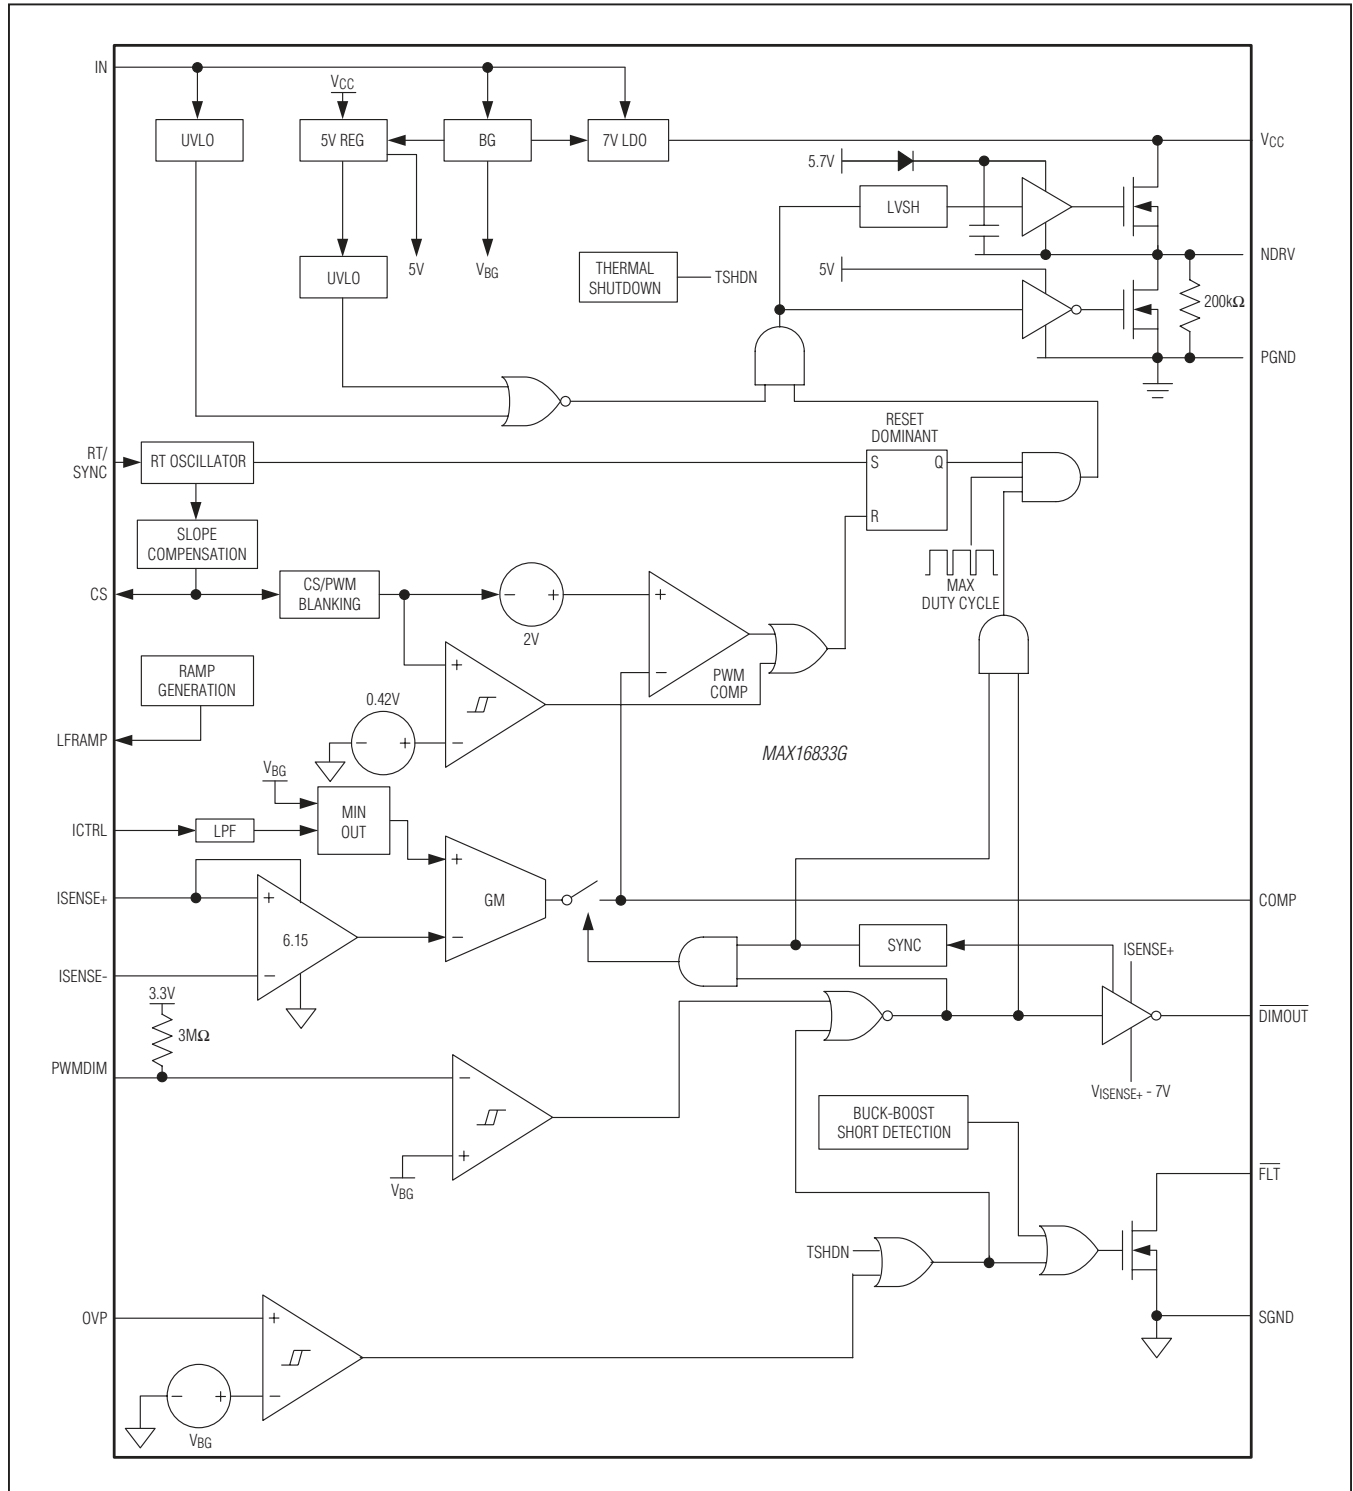 IN
VCC
UVLO
5V REG
BG
7V LDO
VCC
5.7V
LVSH
5V
VBG
UVLO
THERMAL
SHUTDOWN
TSHDN
5V
NDRV
200kΩ
PGND
RESET
DOMINANT
RT/
SYNC
RT OSCILLATOR
S
Q
R
SLOPE
COMPENSATION
CS
CS/PWM
BLANKING
-
+
2V
+
-
PWM
COMP
MAX
DUTY CYCLE
RAMP
GENERATION
LFRAMP
0.42V
-
+
+
-
MAX16833G
VBG
ICTRL
LPF
MIN
OUT
+
-
GM
ISENSE+
+
6.15
ISENSE-
-
COMP
SYNC
ISENSE+
DIMOUT
VISENSE+ - 7V
3.3V
3MΩ
PWMDIM
-
+
VBG
BUCK-BOOST
SHORT DETECTION
FLT
TSHDN
OVP
+
-
-
+
VBG
SGND